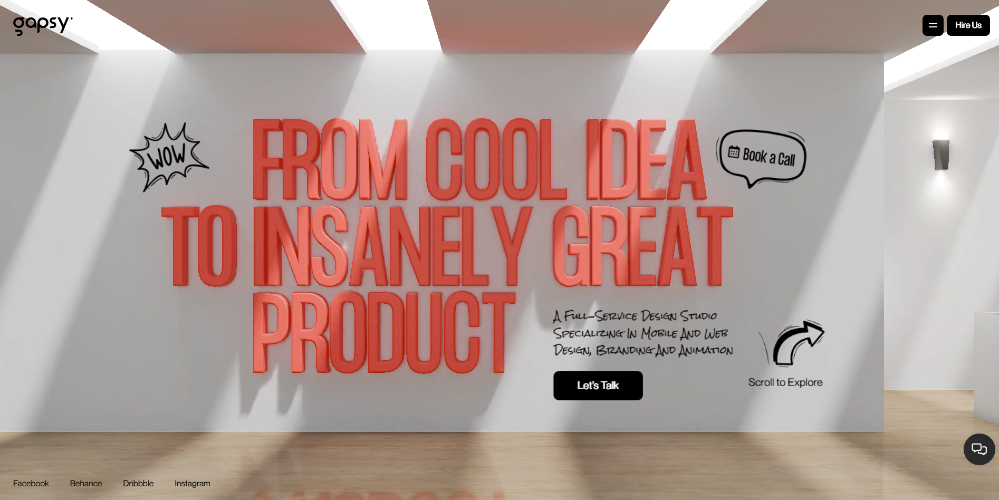 gapsy
Hire Us
WOW
FROM COOL IDEA
Book a Call
TO INSANELY GREAT
PRODUCT
A Full-Service Design Studio
Specializing In Mobile And Web
Design, Branding And Animation
Let's Talk
Scroll to Explore
Facebook Behance Dribbble Instagram